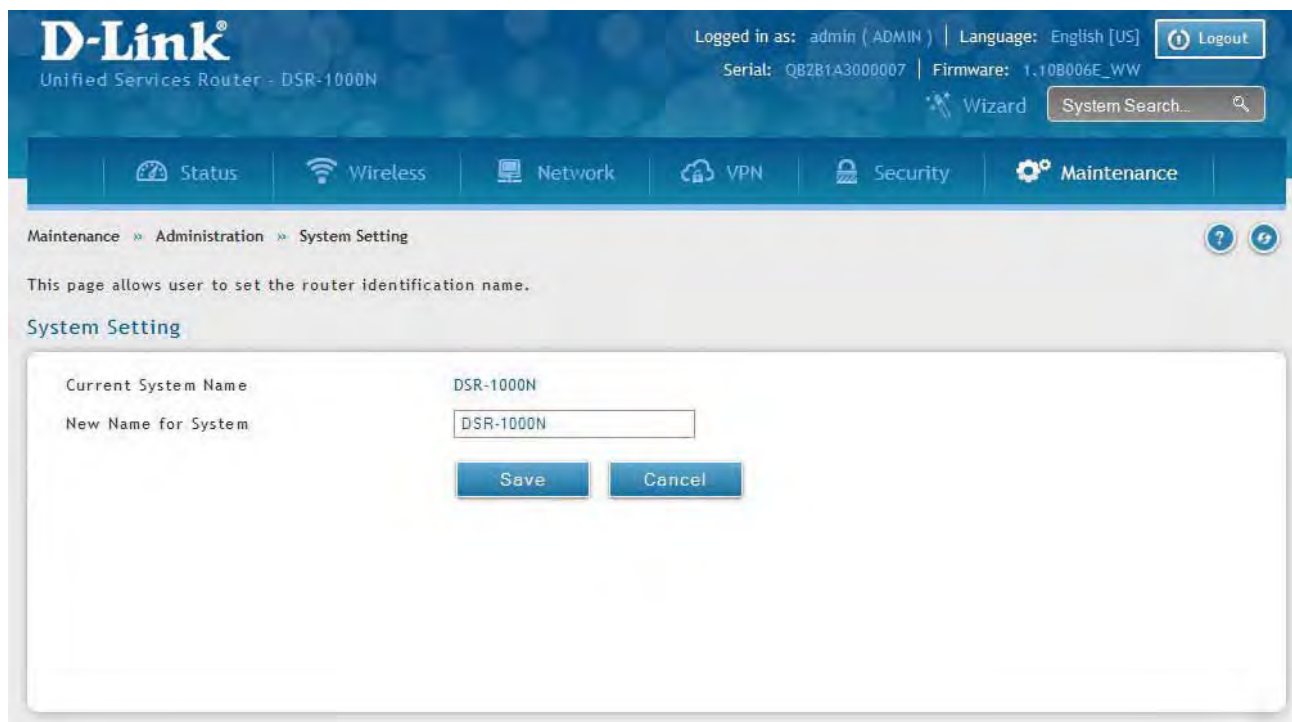 D-Link®
Unified Services Router - DSR-1000N
Logged in as: admin ( ADMIN ) | Language: English [US]
Logout
Serial: QB2B1A3000007 | Firmware: 1.10B006E_WW
Wizard
System Search...
Status
Wireless
Network
VPN
Security
Maintenance
Maintenance » Administration » System Setting
?
This page allows user to set the router identification name.
System Setting
Current System Name DSR-1000N
New Name for System DSR-1000N
Save Cancel